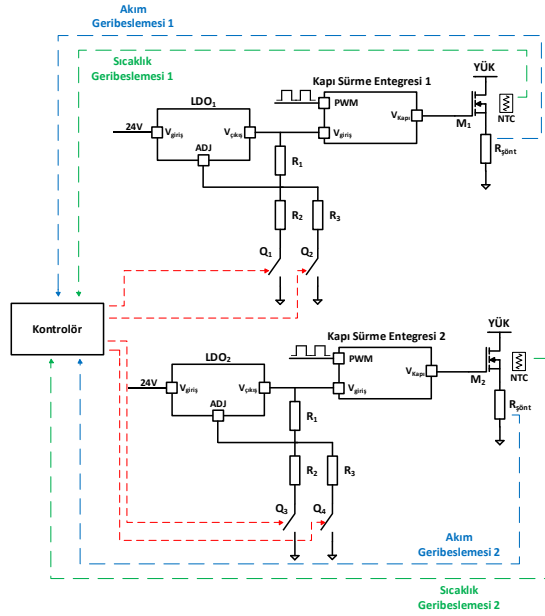 Akım
Geribeslemesi 1
Sıcaklık
Geribeslemesi 1
YÜK
Kapı Sürme Entegresi 1
LDO1
PWM
NTC
24V
Vgiriş
Vçıkış
Vgiriş
VKapı
M1
ADJ
Rşönt
R1
R2
R3
Q1
Q2
Kontrolör
YÜK
Kapı Sürme Entegresi 2
LDO2
PWM
NTC
24V
Vgiriş
Vçıkış
Vgiriş
VKapı
M2
ADJ
Rşönt
R1
R2
R3
Q3
Q4
Akım
Geribeslemesi 2
Sıcaklık
Geribeslemesi 2